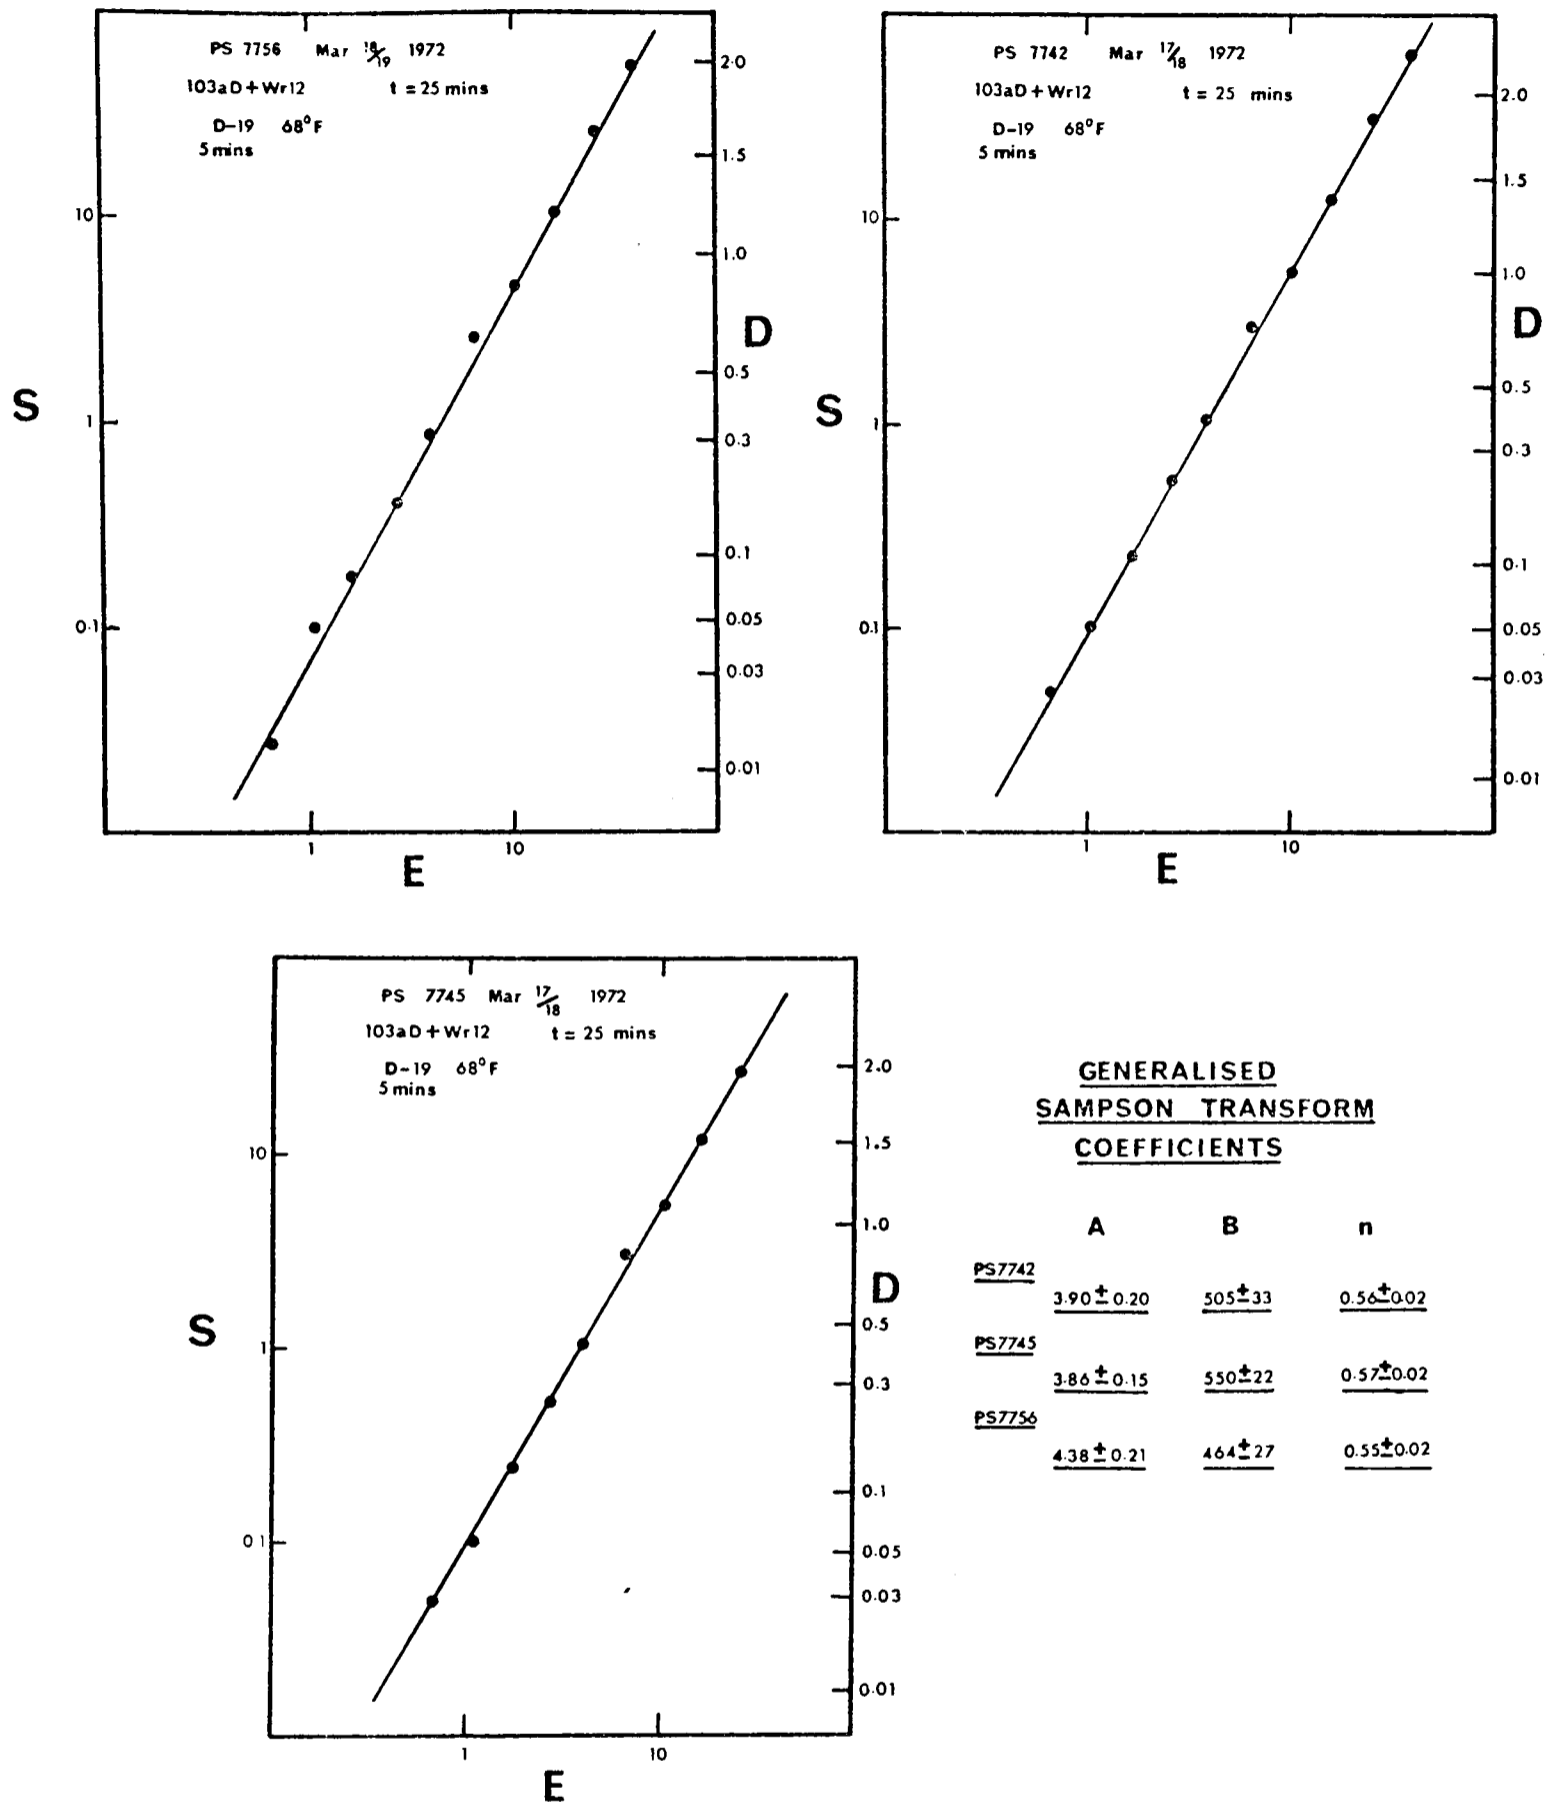 PS 7756 Mar 18/19 1972
103aD+Wr12 t = 25 mins
D-19 68°F
5 mins
10
1
0.1
S
2.0
1.5
1.0
0.5
0.3
0.1
0.05
0.03
0.01
D
1 10
E
PS 7742 Mar 17/18 1972
103aD+Wr12 t = 25 mins
D-19 68°F
5 mins
10
1
0.1
S
2.0
1.5
1.0
0.5
0.3
0.1
0.05
0.03
0.01
D
1 10
E
PS 7745 Mar 17/18 1972
103aD+Wr12 t = 25 mins
D-19 68°F
5 mins
10
1
0.1
S
2.0
1.5
1.0
0.5
0.3
0.1
0.05
0.03
0.01
D
1 10
E
GENERALISED
SAMPSON TRANSFORM
COEFFICIENTS
A B n
PS7742
3.90±0.20 505±33 0.56±0.02
PS7745
3.86±0.15 550±22 0.57±0.02
PS7756
4.38±0.21 464±27 0.55±0.02